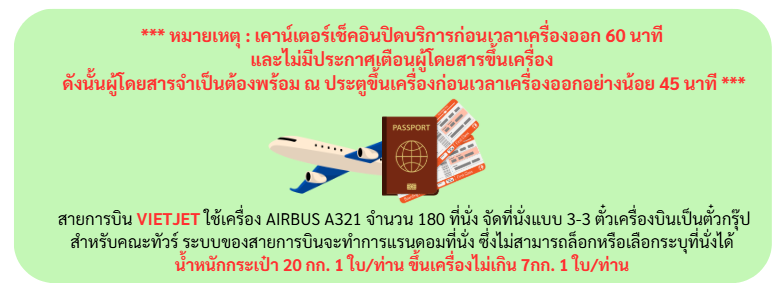 *** หมายเหตุ : เคาน์เตอร์เช็คอินปิดบริการก่อนเวลาเครื่องออก 60 นาที
และไม่มีประกาศเตือนผู้โดยสารขึ้นเครื่อง
ดังนั้นผู้โดยสารจำเป็นต้องพร้อม ณ ประตูขึ้นเครื่องก่อนเวลาเครื่องออกอย่างน้อย 45 นาที ***
PASSPORT
สายการบิน VIETJET ใช้เครื่อง AIRBUS A321 จำนวน 180 ที่นั่ง จัดที่นั่งแบบ 3-3 ตั๋วเครื่องบินเป็นตั๋วกรุ๊ป
สำหรับคณะทัวร์ ระบบของสายการบินจะทำการแรนดอมที่นั่ง ซึ่งไม่สามารถล็อกหรือเลือกระบุที่นั่งได้
น้ำหนักกระเป๋า 20 กก. 1 ใบ/ท่าน ขึ้นเครื่องไม่เกิน 7กก. 1 ใบ/ท่าน